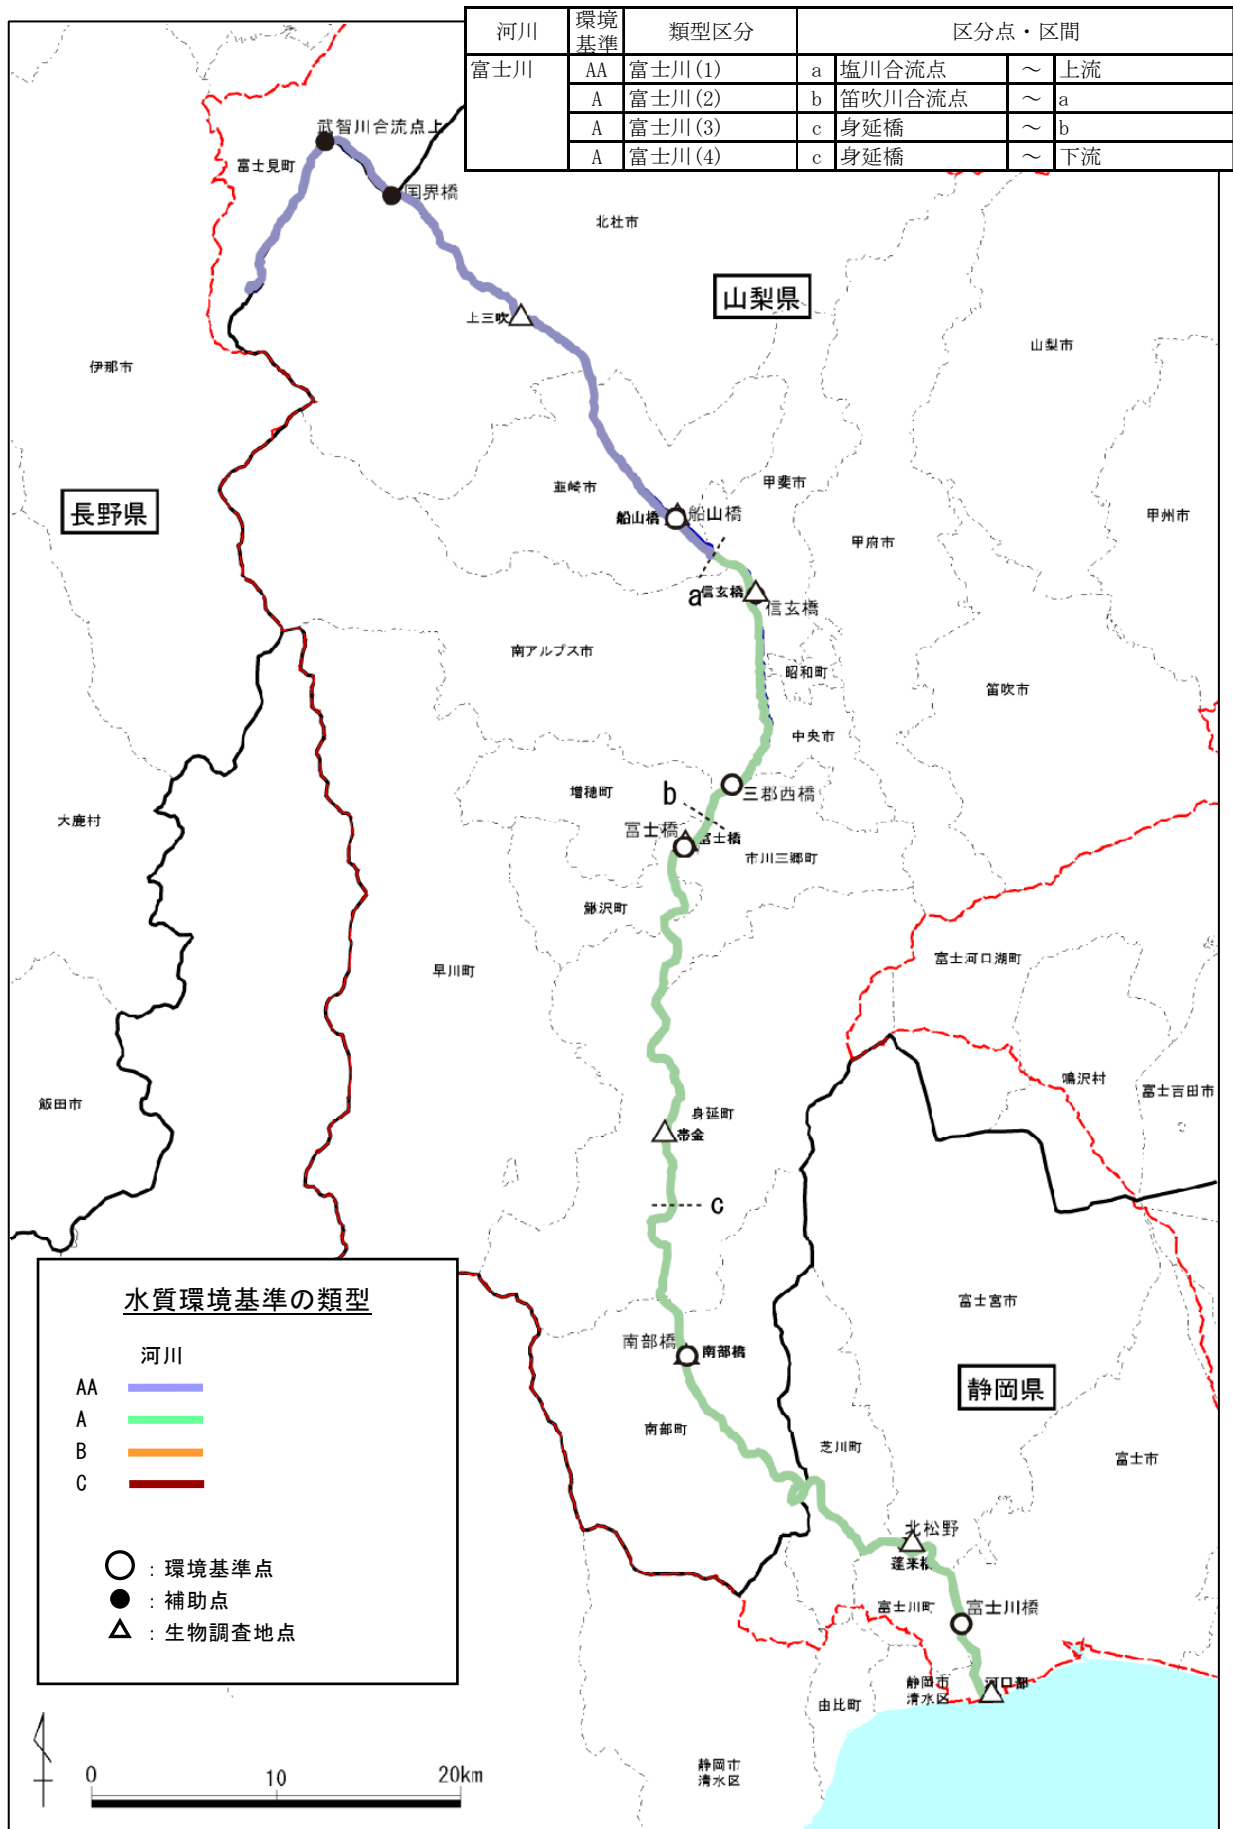 河川 環境基準 類型区分 区分点・区間
富士川 AA 富士川(1) a 塩川合流点 ～ 上流
A 富士川(2) b 笛吹川合流点 ～ a
A 富士川(3) c 身延橋 ～ b
A 富士川(4) c 身延橋 ～ 下流
武智川合流点上
富士見町
国界橋
北杜市
山梨県
上三吹
山梨市
伊那市
韮崎市
甲斐市
長野県
船山橋
船山橋
甲州市
甲府市
a
信玄橋
信玄橋
南アルプス市
昭和町
笛吹市
中央市
増穂町
b
三郡西橋
大鹿村
富士橋
富士橋
市川三郷町
鰍沢町
早川町
富士河口湖町
鳴沢村
富士吉田市
飯田市
身延町
帯金
c
水質環境基準の類型
河川
AA
A
B
C
：環境基準点
：補助点
：生物調査地点
富士宮市
南部橋
南部橋
静岡県
南部町
芝川町
富士市
北松野
蓬莱橋
富士川町
富士川橋
静岡市
清水区
河口部
由比町
静岡市
清水区
0
10
20km